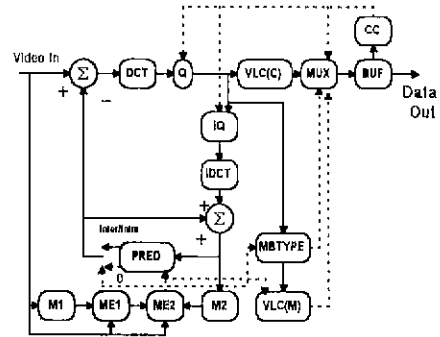 CC
Video In
Σ
DCT
Q
VLC(C)
MUX
BUF
+
−
Data
Out
IQ
IDCT
+
Σ
+
Inter/Intra
PRED
0
MBTYPE
M1
ME1
ME2
M2
VLC(M)